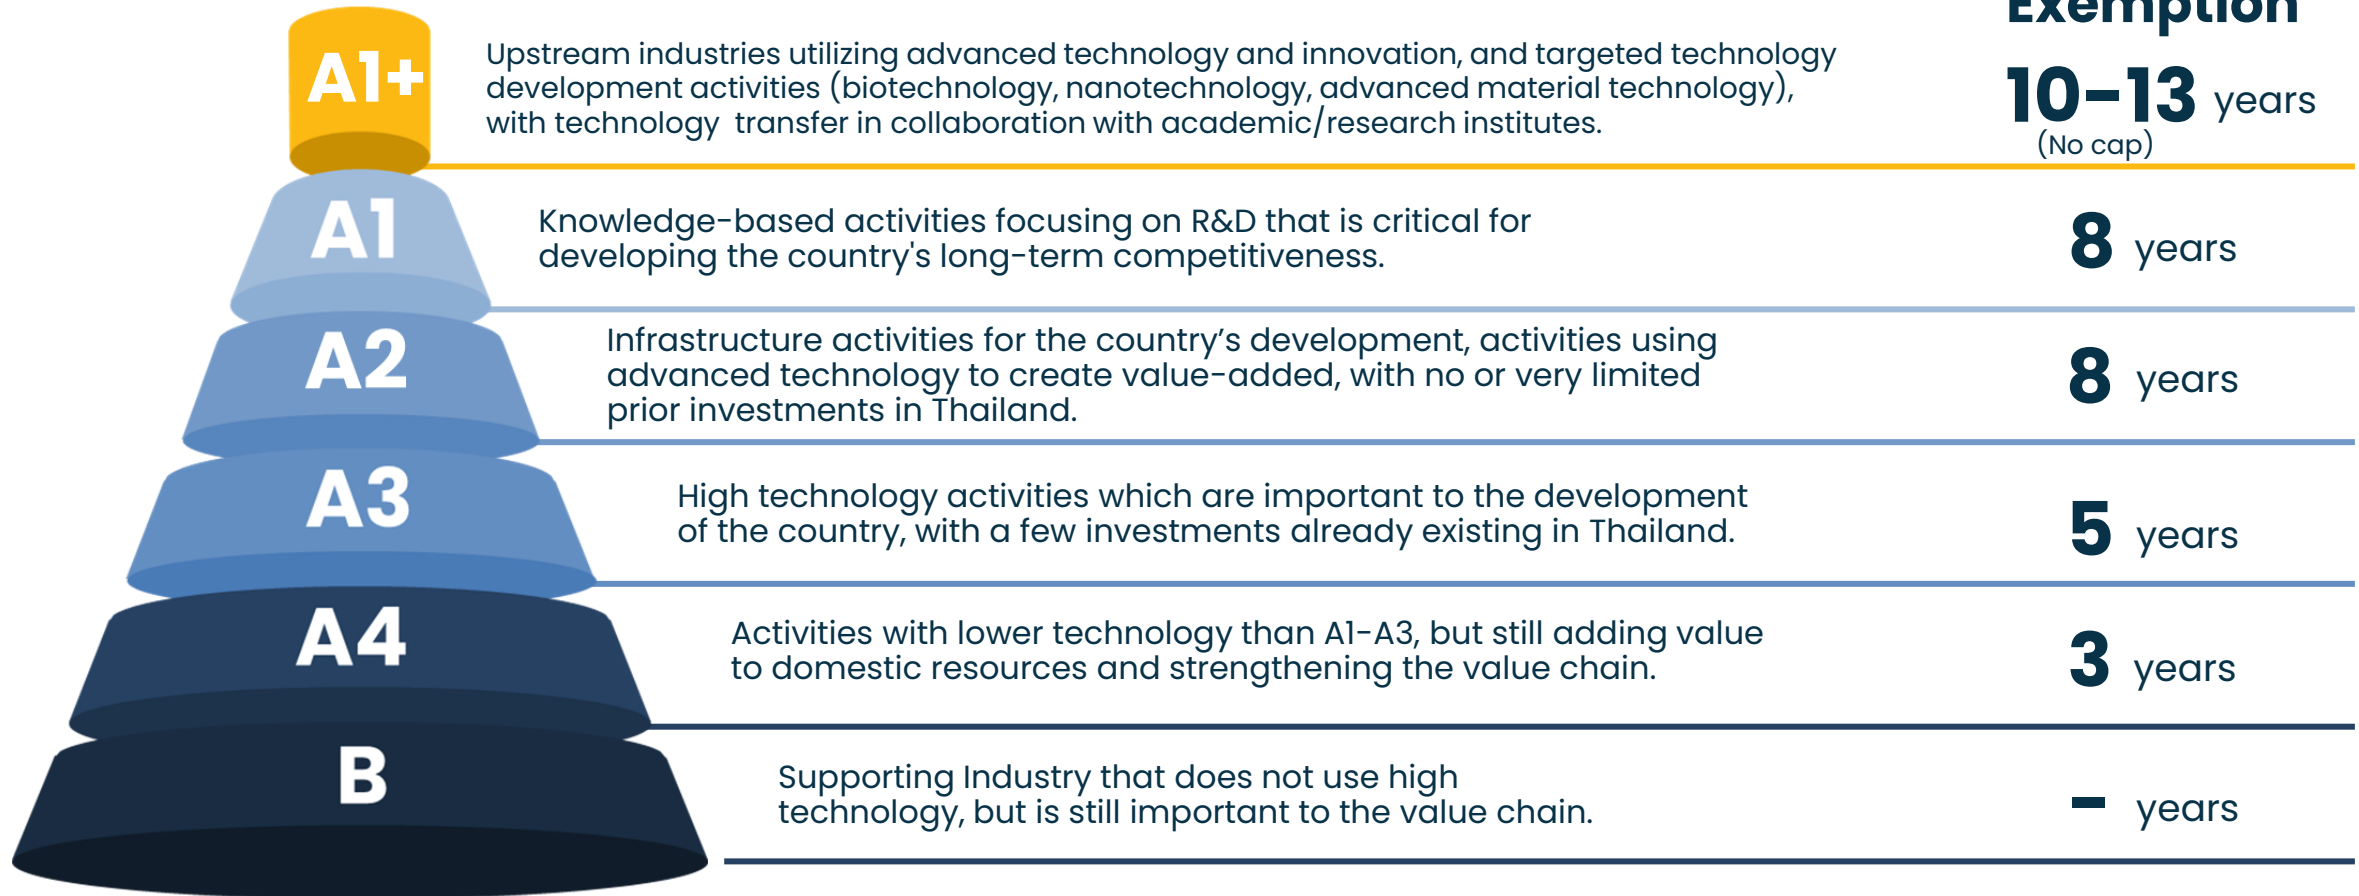 Exemption
A1+
Upstream industries utilizing advanced technology and innovation, and targeted technology
development activities (biotechnology, nanotechnology, advanced material technology),
with technology transfer in collaboration with academic/research institutes.
10-13 years
(No cap)
A1
Knowledge-based activities focusing on R&D that is critical for
developing the country's long-term competitiveness.
8 years
A2
Infrastructure activities for the country’s development, activities using
advanced technology to create value-added, with no or very limited
prior investments in Thailand.
8 years
A3
High technology activities which are important to the development
of the country, with a few investments already existing in Thailand.
5 years
A4
Activities with lower technology than A1-A3, but still adding value
to domestic resources and strengthening the value chain.
3 years
B
Supporting Industry that does not use high
technology, but is still important to the value chain.
- years